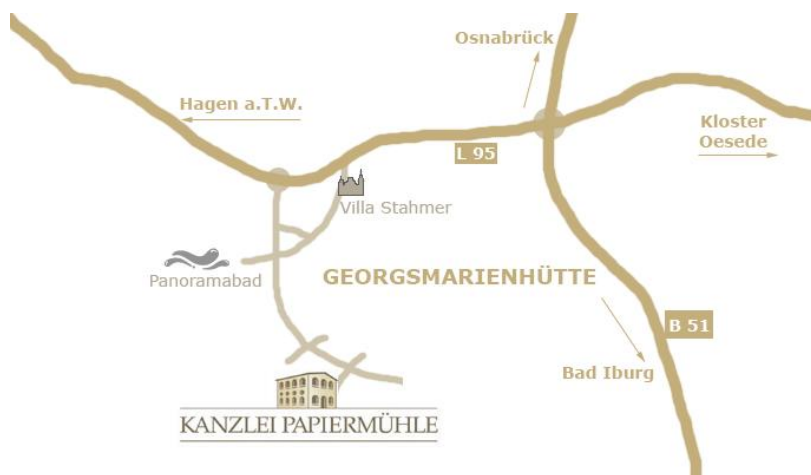 Osnabrück
Hagen a.T.W.
Kloster
Oesede
L 95
Villa Stahmer
Panoramabad
GEORGSMARIENHÜTTE
B 51
Bad Iburg
KANZLEI PAPIERMÜHLE